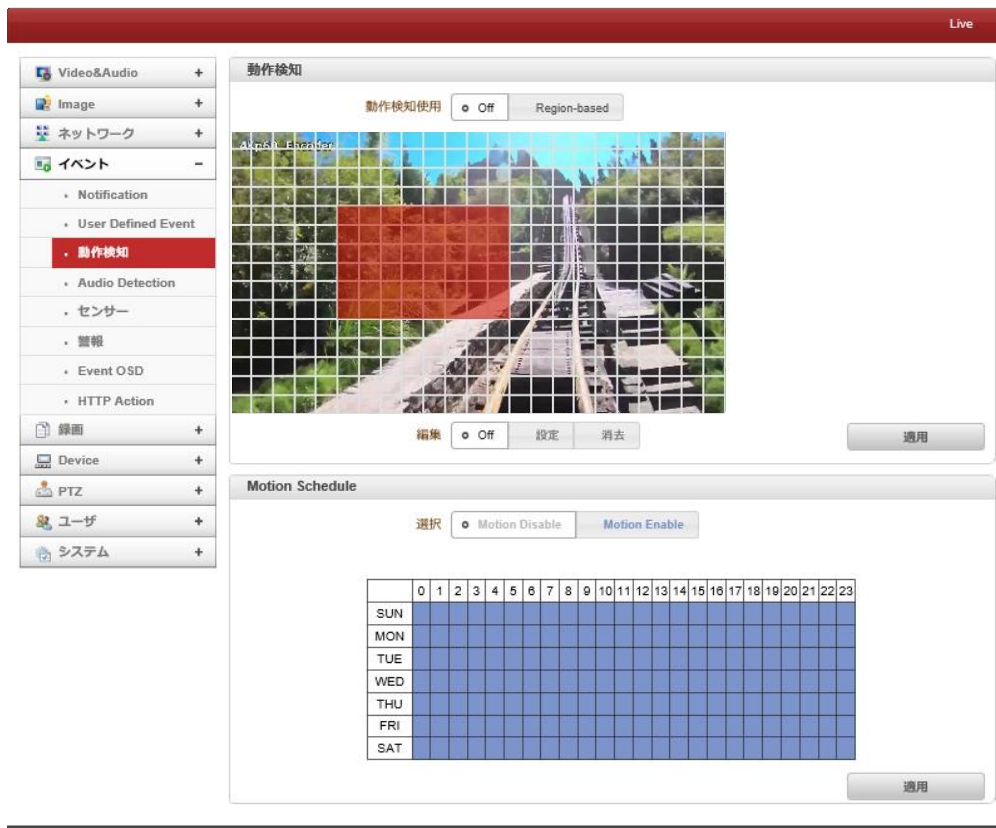 Live
Video&Audio +
Image +
ネットワーク +
イベント -
Notification
User Defined Event
動作検知
Audio Detection
センサー
警報
Event OSD
HTTP Action
録画 +
Device +
PTZ +
ユーザ +
システム +
動作検知
動作検知使用 Off Region-based
編集 Off 設定 消去
適用
Motion Schedule
選択 Motion Disable Motion Enable
0 1 2 3 4 5 6 7 8 9 10 11 12 13 14 15 16 17 18 19 20 21 22 23
SUN
MON
TUE
WED
THU
FRI
SAT
適用